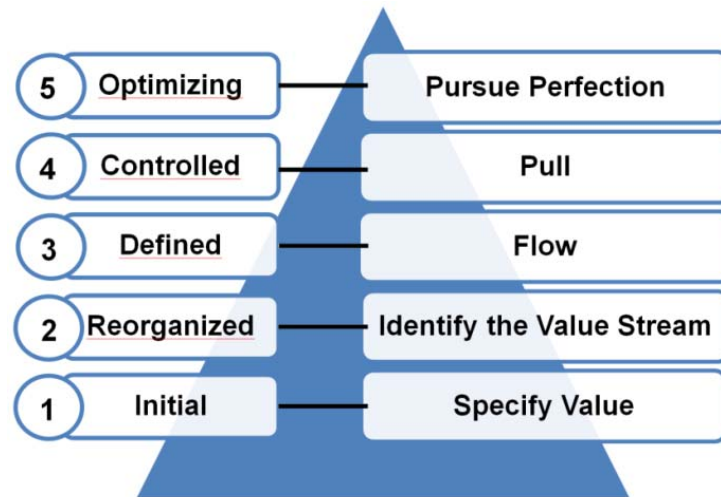 5 Optimizing Pursue Perfection
4 Controlled Pull
3 Defined Flow
2 Reorganized Identify the Value Stream
1 Initial Specify Value